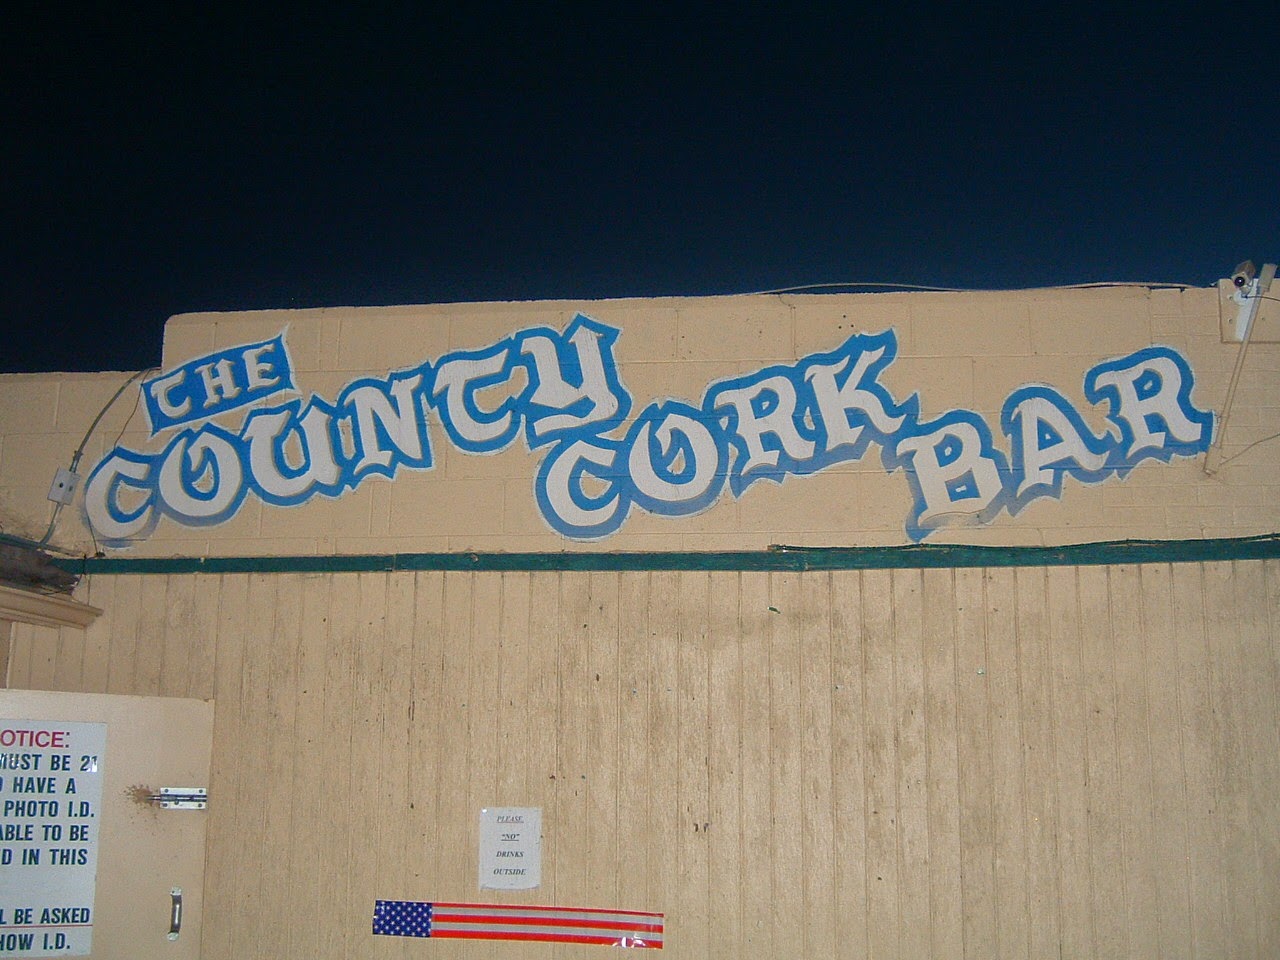 THE
COUNTY
CORK
BAR
OTICE:
MUST BE 21
HAVE A
PHOTO I.D.
ABLE TO BE
D IN THIS
L BE ASKED
HOW I.D.
PLEASE,
"NO"
DRINKS
OUTSIDE